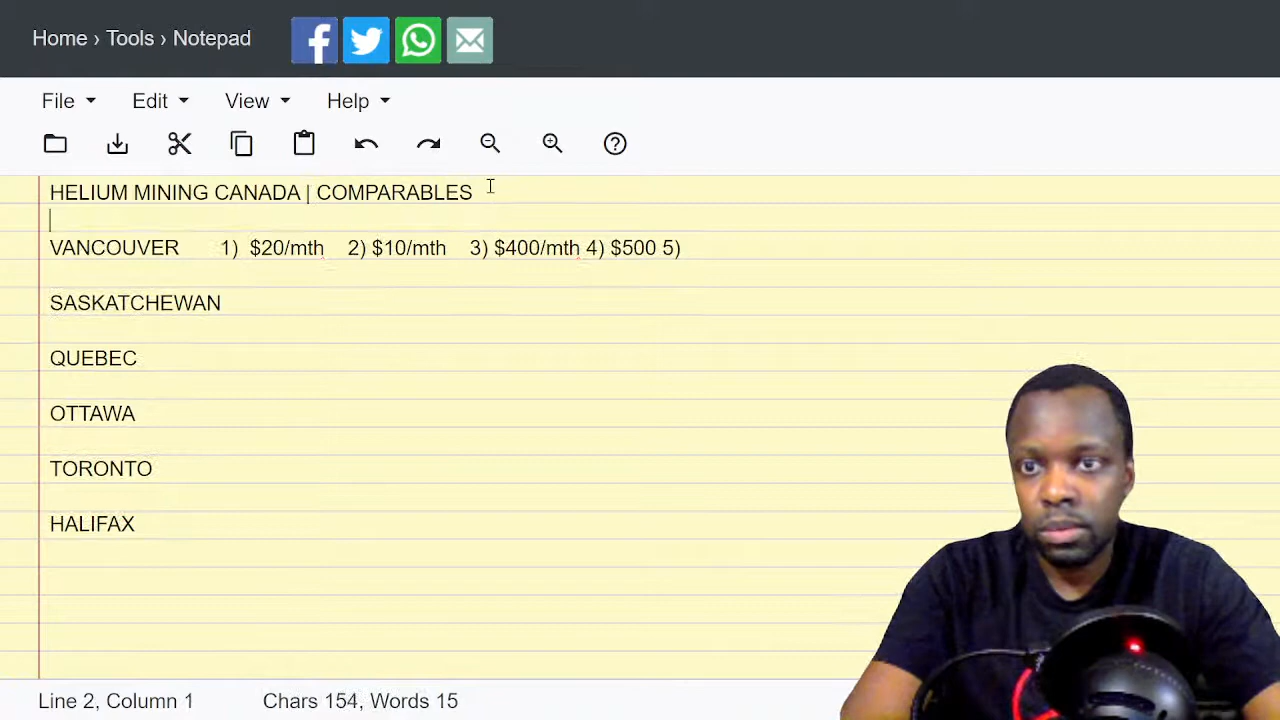 Home › Tools › Notepad
File Edit View Help
HELIUM MINING CANADA | COMPARABLES
VANCOUVER 1) $20/mth 2) $10/mth 3) $400/mth 4) $500 5)
SASKATCHEWAN
QUEBEC
OTTAWA
TORONTO
HALIFAX
Line 2, Column 1 Chars 154, Words 15